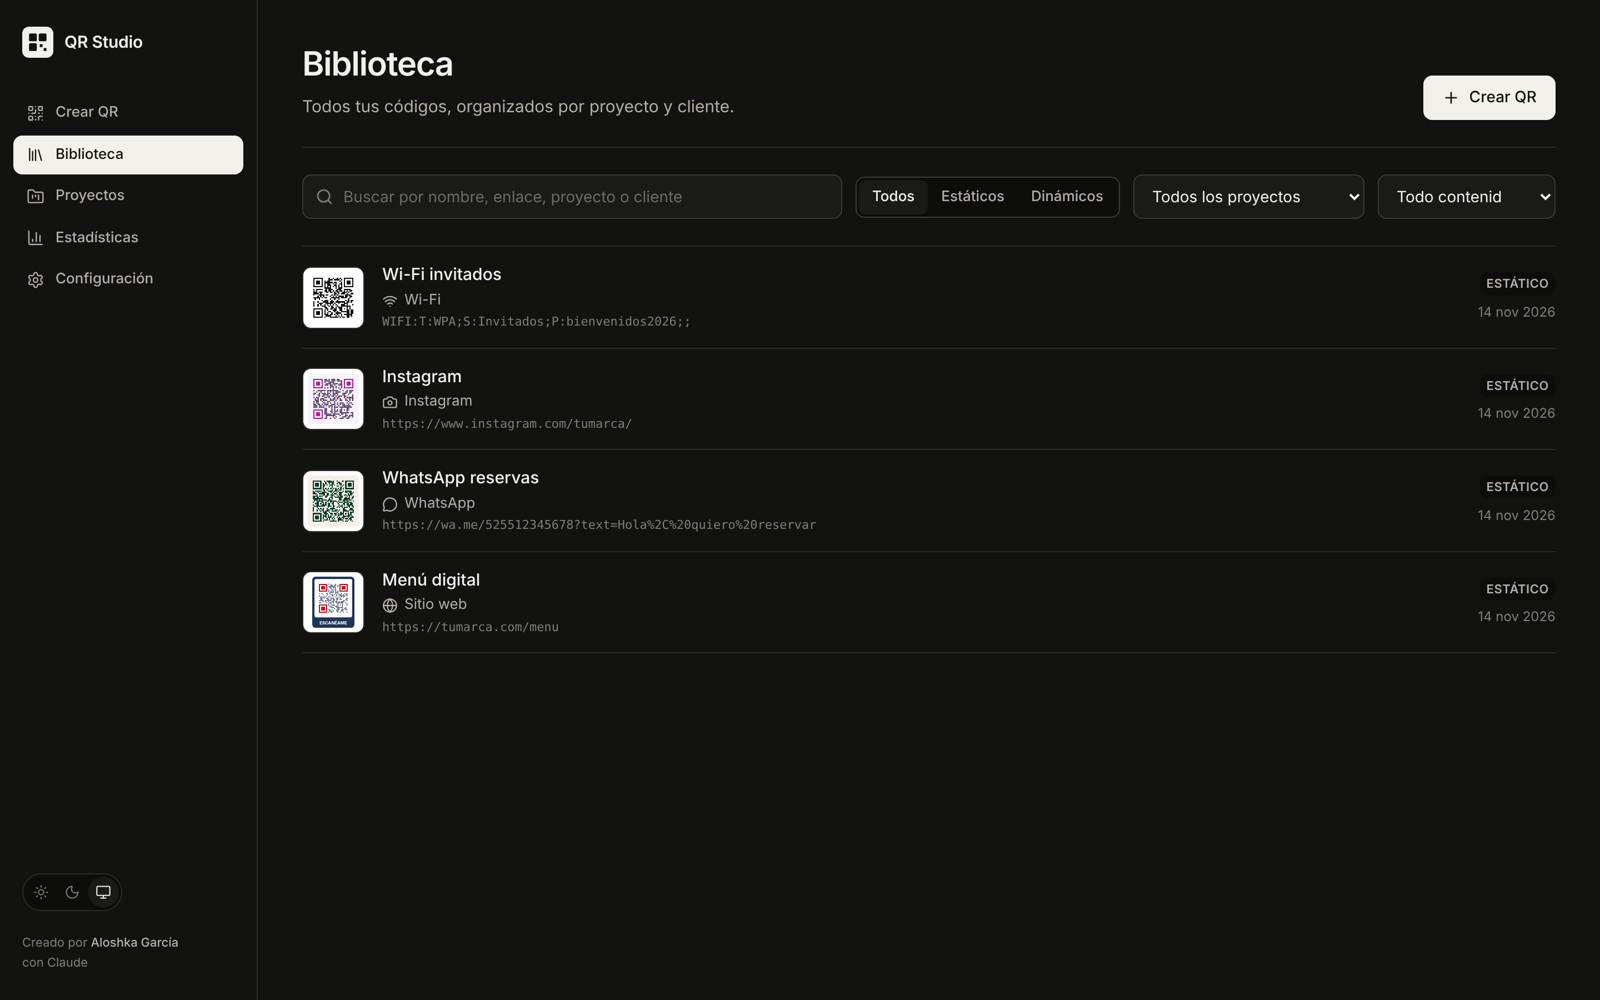 QR Studio
Crear QR
Biblioteca
Proyectos
Estadísticas
Configuración
Creado por Aloshka García
con Claude
Biblioteca
Todos tus códigos, organizados por proyecto y cliente.
Crear QR
Buscar por nombre, enlace, proyecto o cliente
Todos
Estáticos
Dinámicos
Todos los proyectos
Todo contenid
Wi-Fi invitados
Wi-Fi
WIFI:T:WPA;S:Invitados;P:bienvenidos2026;;
ESTÁTICO
14 nov 2026
Instagram
Instagram
https://www.instagram.com/tumarca/
ESTÁTICO
14 nov 2026
WhatsApp reservas
WhatsApp
https://wa.me/525512345678?text=Hola%2C%20quiero%20reservar
ESTÁTICO
14 nov 2026
ESCANÉAME
Menú digital
Sitio web
https://tumarca.com/menu
ESTÁTICO
14 nov 2026